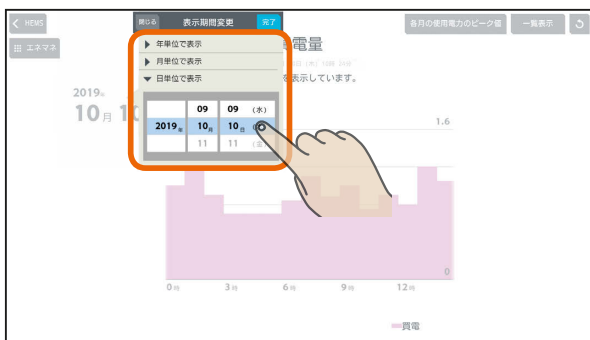 HEMS
閉じる 表示期間変更 完了
各月の使用電力のピーク値
一覧表示
エネマネ
年単位で表示
月単位で表示
日単位で表示
電量
を表示しています。
2019年
10月 10
09 09 (水)
2019年 10月 10日
11 11 (金)
1.6
0
0時 3時 6時 9時 12時
買電